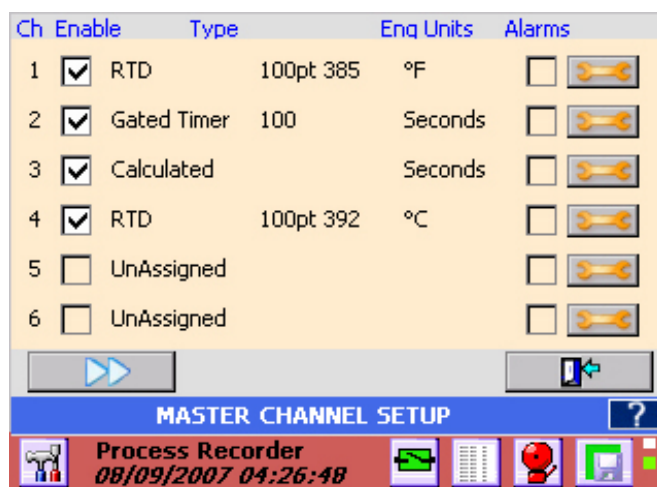 Ch Enable Type Eng Units Alarms
1 RTD 100pt 385 °F
2 Gated Timer 100 Seconds
3 Calculated Seconds
4 RTD 100pt 392 °C
5 UnAssigned
6 UnAssigned
MASTER CHANNEL SETUP ?
Process Recorder
08/09/2007 04:26:48